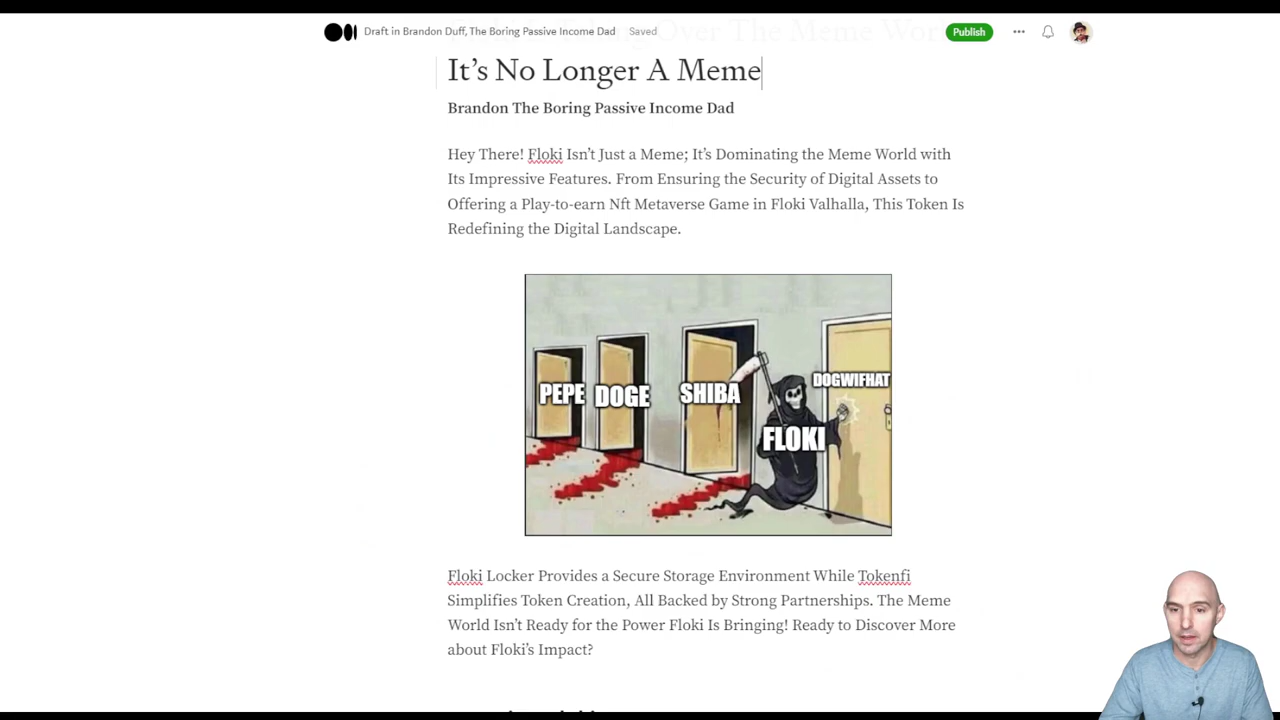 Draft in Brandon Duff, The Boring Passive Income Dad Saved
Publish
It's No Longer A Meme
Brandon The Boring Passive Income Dad
Hey There! Floki Isn't Just a Meme; It's Dominating the Meme World with
Its Impressive Features. From Ensuring the Security of Digital Assets to
Offering a Play-to-earn Nft Metaverse Game in Floki Valhalla, This Token Is
Redefining the Digital Landscape.
PEPE
DOGE
SHIBA
FLOKI
DOGWIFHAT
Floki Locker Provides a Secure Storage Environment While Tokenfi
Simplifies Token Creation, All Backed by Strong Partnerships. The Meme
World Isn't Ready for the Power Floki Is Bringing! Ready to Discover More
about Floki's Impact?